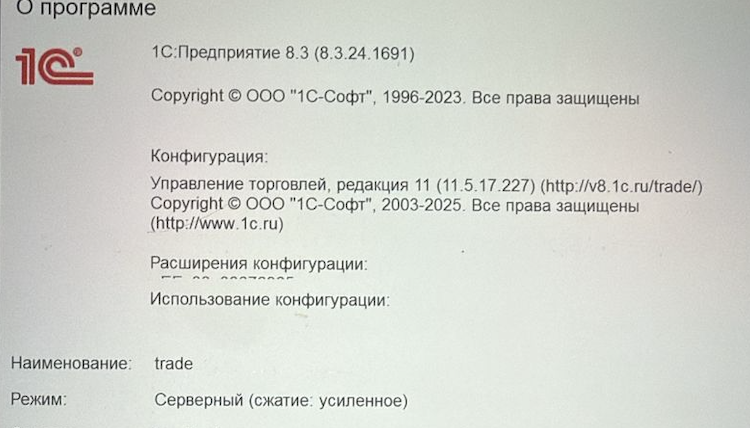 О программе
1С®
1С:Предприятие 8.3 (8.3.24.1691)
Copyright © ООО "1С-Софт", 1996-2023. Все права защищены
Конфигурация:
Управление торговлей, редакция 11 (11.5.17.227) (http://v8.1c.ru/trade/)
Copyright © ООО "1С-Софт", 2003-2025. Все права защищены
(http://www.1c.ru)
Расширения конфигурации:
Использование конфигурации:
Наименование: trade
Режим: Серверный (сжатие: усиленное)